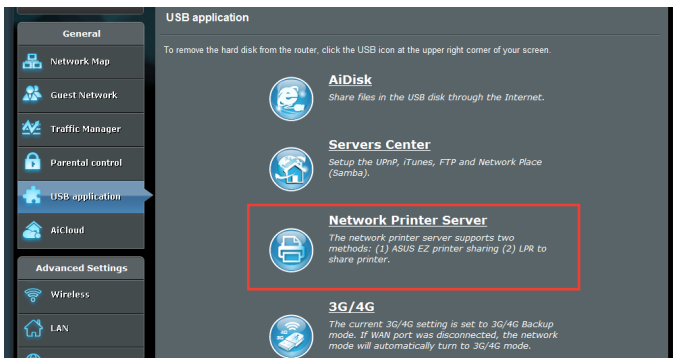 USB application
To remove the hard disk from the router, click the USB icon at the upper right corner of your screen.
General
Network Map
Guest Network
Traffic Manager
Parental control
USB application
AiCloud
Advanced Settings
Wireless
LAN
AiDisk
Share files in the USB disk through the Internet.
Servers Center
Setup the UPnP, iTunes, FTP and Network Place
(Samba).
Network Printer Server
The network printer server supports two
methods: (1) ASUS EZ printer sharing (2) LPR to
share printer.
3G/4G
The current 3G/4G setting is set to 3G/4G Backup
mode. If WAN port was disconnected, the network
mode will automatically turn to 3G/4G mode.
4G
3G